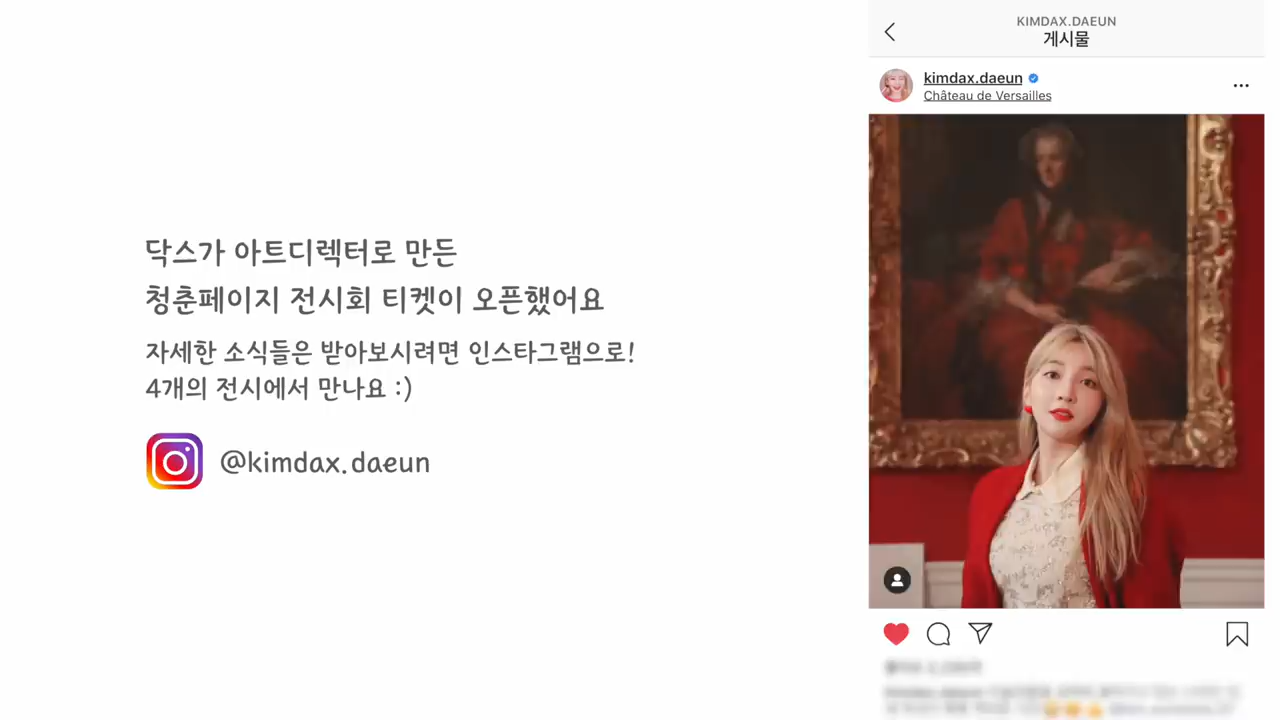 닥스가 아트디렉터로 만든
청춘페이지 전시회 티켓이 오픈했어요
자세한 소식들은 받아보시려면 인스타그램으로!
4개의 전시에서 만나요 :)
@kimdax.daeun
KIMDAX.DAEUN
게시물
kimdax.daeun
Château de Versailles